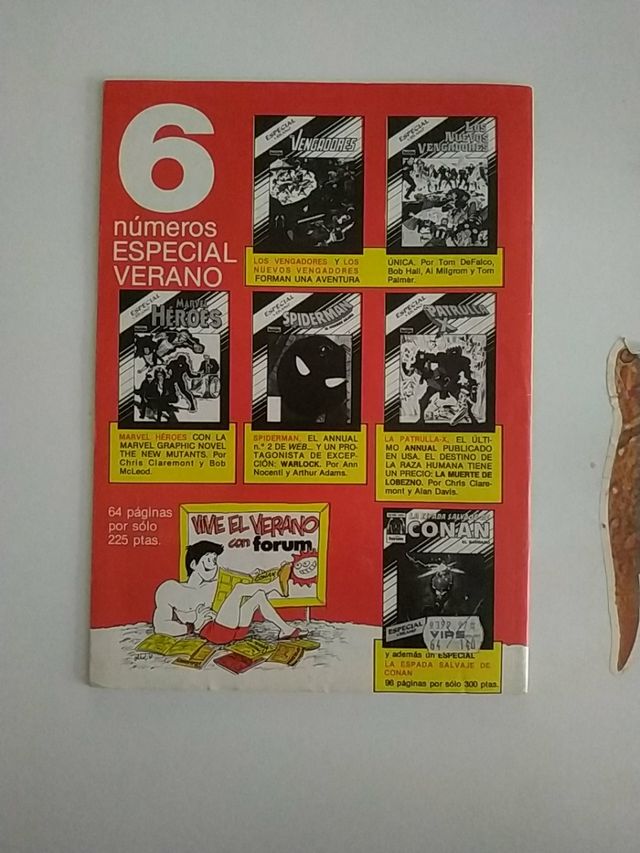 6
números
ESPECIAL
VERANO
ESPECIAL
VENGADORES
ESPECIAL
LOS
NUEVOS
VENGADORES
LOS VENGADORES Y LOS
NUEVOS VENGADORES
FORMAN UNA AVENTURA
ÚNICA. Por Tom DeFalco,
Bob Hall, Al Milgrom y Tom
Palmer.
ESPECIAL
MARVEL
HÉROES
ESPECIAL
SPIDERMAN
ESPECIAL
PATRULLA
X
MARVEL HÉROES CON LA
MARVEL GRAPHIC NOVEL
THE NEW MUTANTS. Por
Chris Claremont y Bob
McLeod.
SPIDERMAN, EL ANNUAL
n.º 2 DE WEB... Y UN PRO-
TAGONISTA DE EXCEP-
CIÓN: WARLOCK. Por Ann
Nocenti y Arthur Adams.
LA PATRULLA-X, EL ÚLTI-
MO ANNUAL PUBLICADO
EN USA. EL DESTINO DE
LA RAZA HUMANA TIENE
UN PRECIO: LA MUERTE DE
LOBEZNO. Por Chris Clare-
mont y Alan Davis.
64 páginas
por sólo
225 ptas.
VIVE EL VERANO
con forum
CONAN
LA ESPADA SALVAJE DE
CONAN
EL BARBARO
ESPECIAL
VIPS
y además un ESPECIAL
LA ESPADA SALVAJE DE
CONAN
96 páginas por sólo 300 ptas.